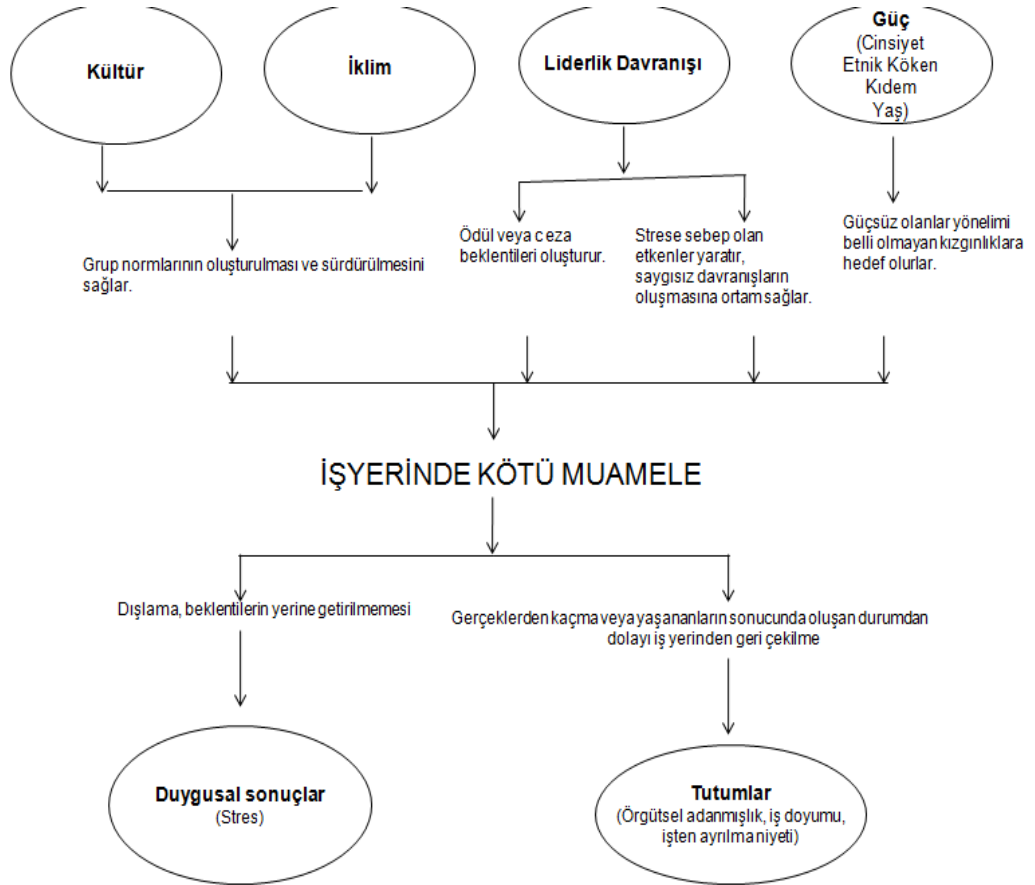 Kültür
İklim
Liderlik Davranışı
Güç
(Cinsiyet
Etnik Köken
Kıdem
Yaş)
Grup normlarının oluşturulması ve sürdürülmesini
sağlar.
Ödül veya c eza
beklentileri oluşturur.
Strese sebep olan
etkenler yaratır,
saygısız davranışların
oluşmasına ortam sağlar.
Güçsüz olanlar yönelimi
belli olmayan kızgınlıklara
hedef olurlar.
İŞYERİNDE KÖTÜ MUAMELE
Dışlama, beklentilerin yerine getirilmemesi
Gerçeklerden kaçma veya yaşananların sonucunda oluşan durumdan
dolayı iş yerinden geri çekilme
Duygusal sonuçlar
(Stres)
Tutumlar
(Örgütsel adanmışlık, iş doyumu,
işten ayrılma niyeti)